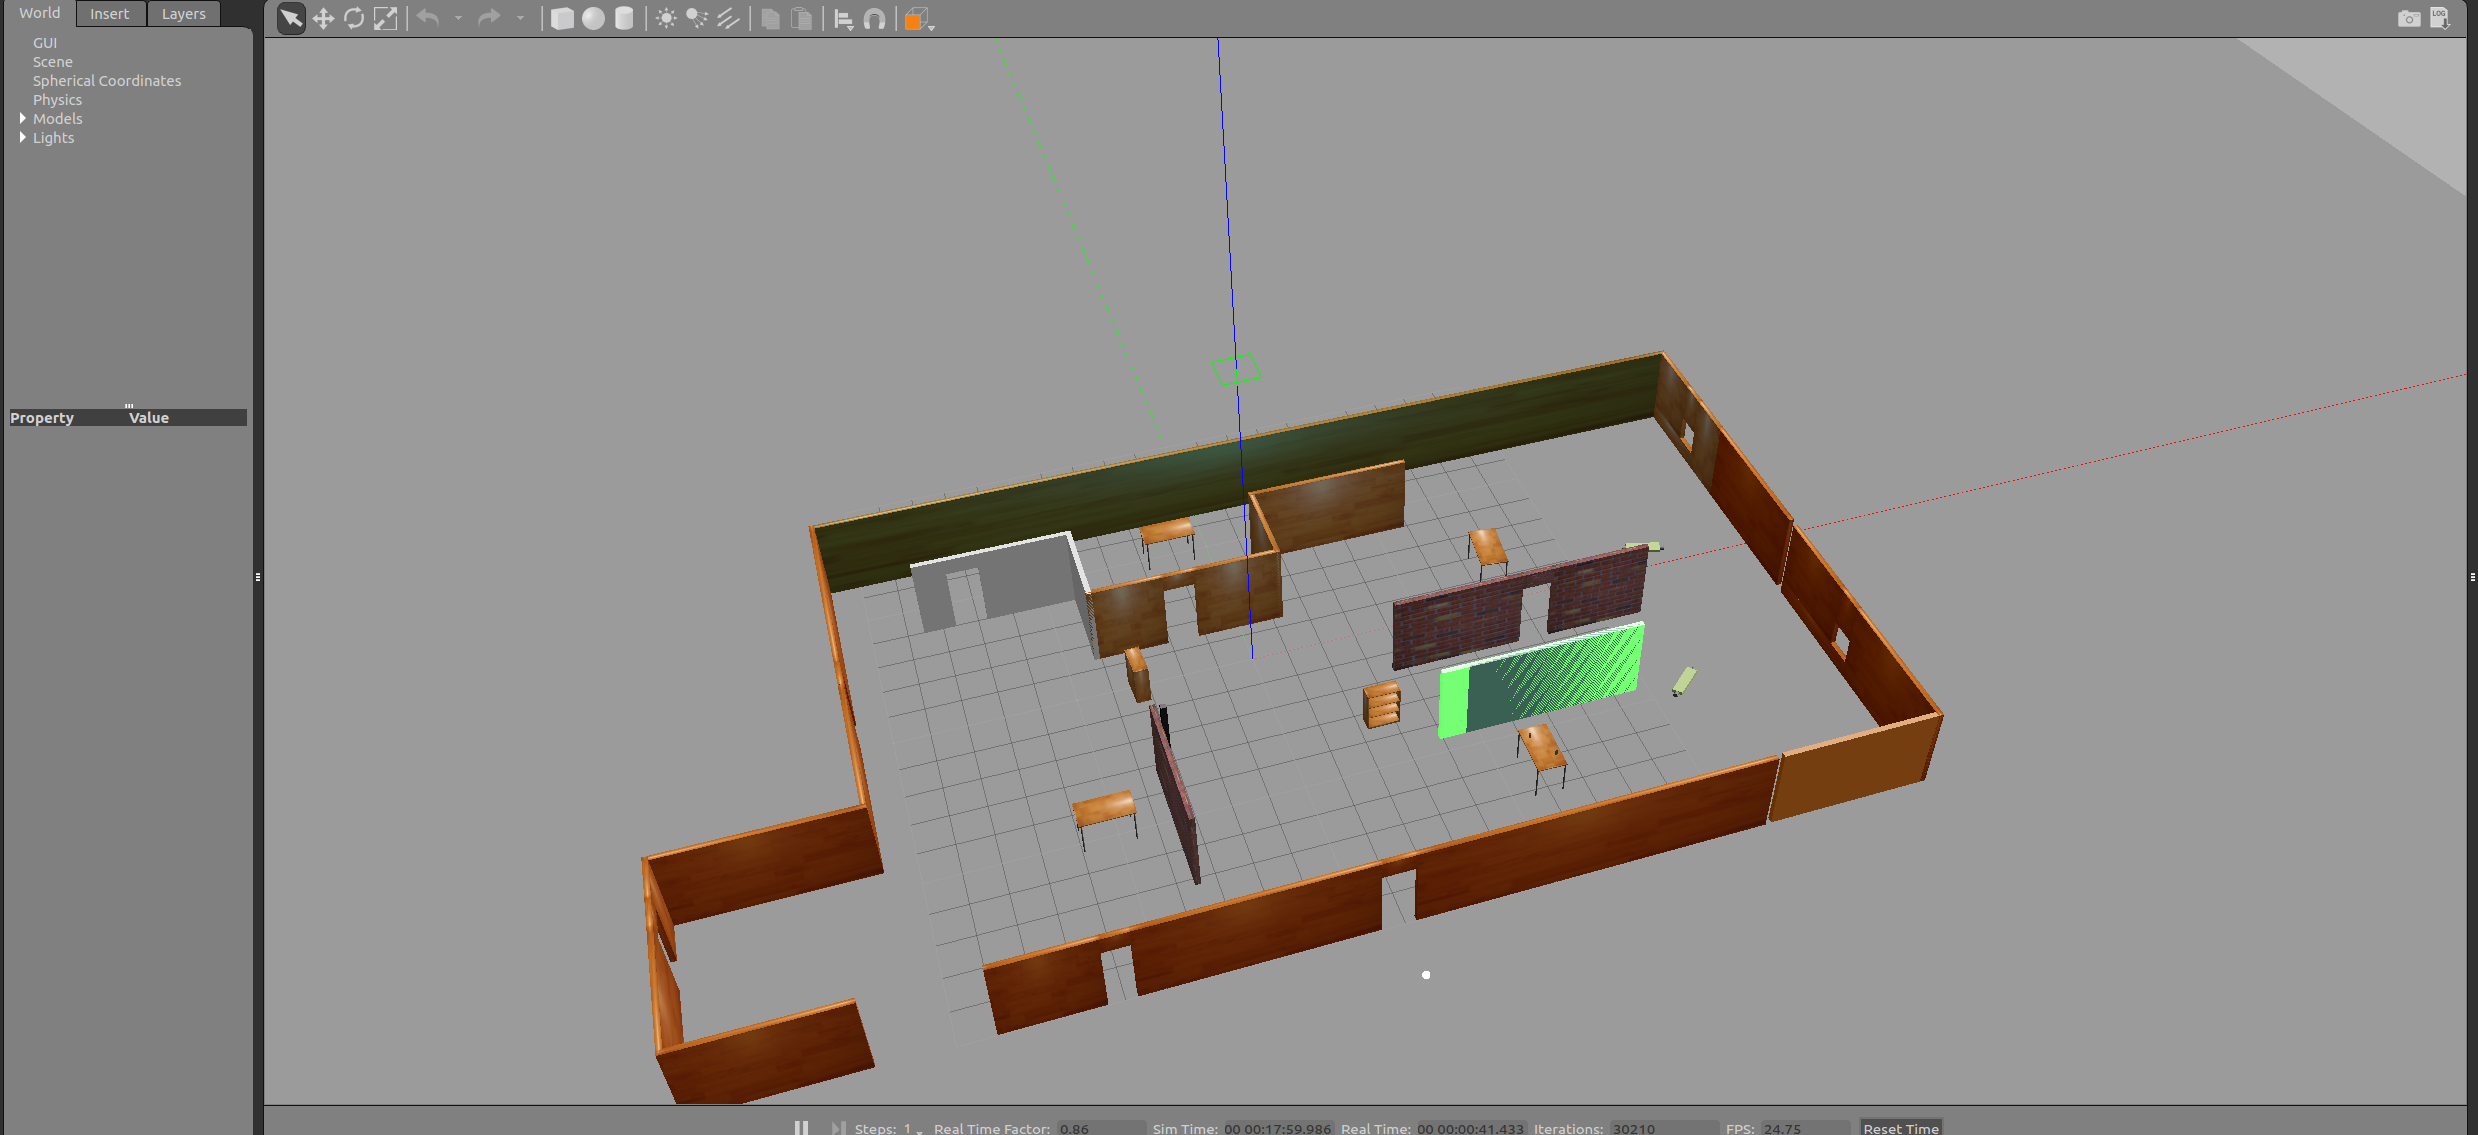 World Insert Layers
GUI
Scene
Spherical Coordinates
Physics
Models
Lights
Property Value
LOG
Steps: 1 Real Time Factor: 0.86 Sim Time: 00 00:17:59.986 Real Time: 00 00:00:41.433 Iterations: 30210 FPS: 24.75 Reset Time